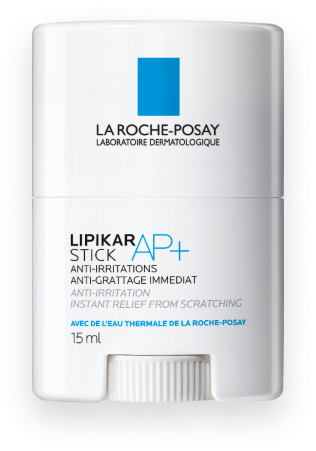 LA ROCHE-POSAY
LABORATOIRE DERMATOLOGIQUE
LIPIKAR
STICK AP+
ANTI-IRRITATIONS
ANTI-GRATTAGE IMMEDIAT
ANTI-IRRITATION
INSTANT RELIEF FROM SCRATCHING
AVEC DE L'EAU THERMALE DE LA ROCHE-POSAY
15 ml